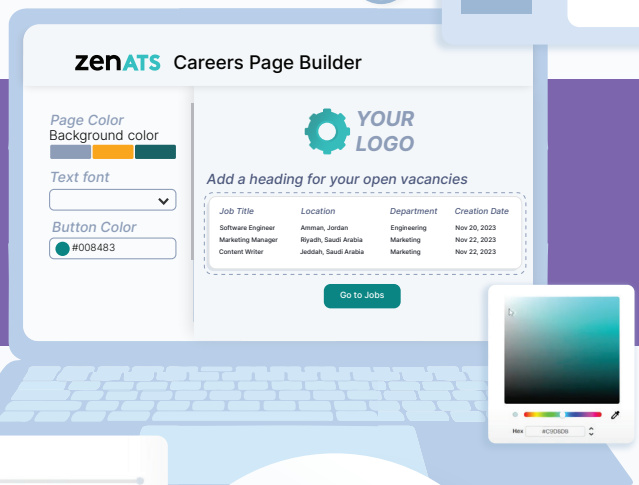 zenATS Careers Page Builder
Page Color
Background color
Text font
Button Color
#008483
YOUR
LOGO
Add a heading for your open vacancies
Job Title Location Department Creation Date
Software Engineer Amman, Jordan Engineering Nov 20, 2023
Marketing Manager Riyadh, Saudi Arabia Marketing Nov 22, 2023
Content Writer Jeddah, Saudi Arabia Marketing Nov 22, 2023
Go to Jobs
Hex #C9D8D8